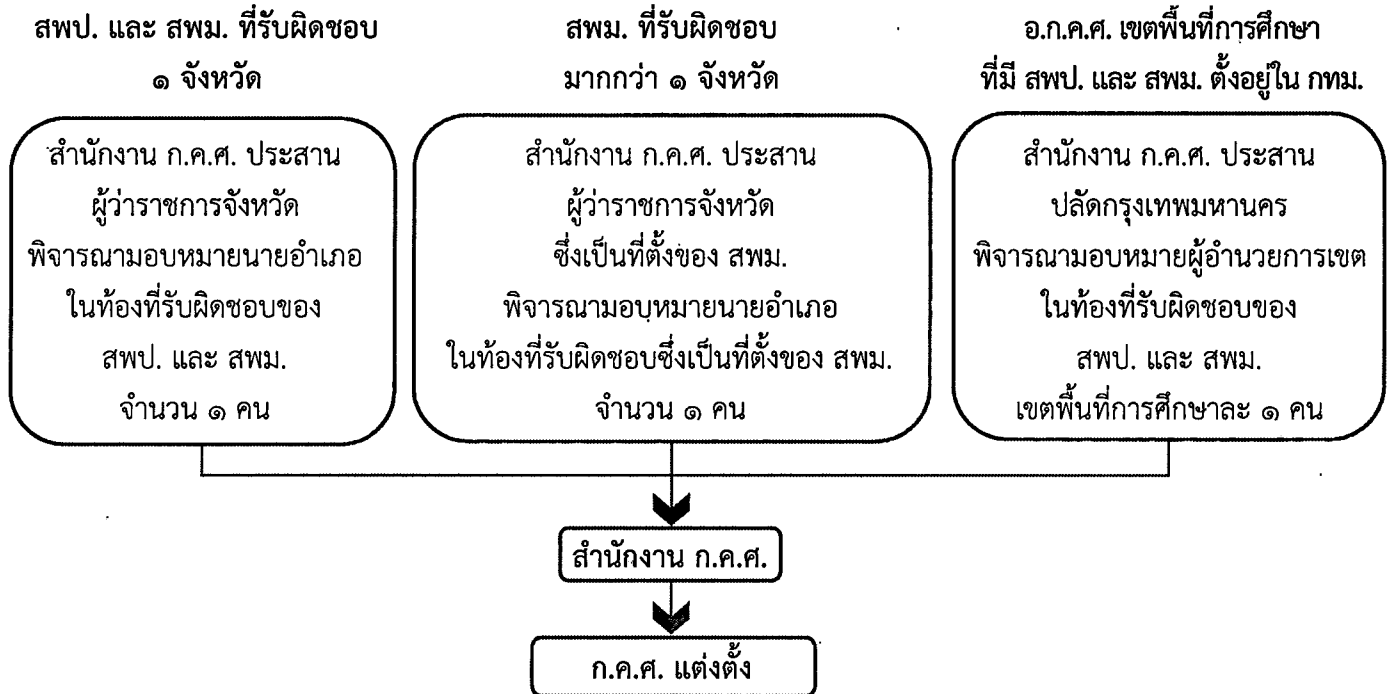 สพป. และ สพม. ที่รับผิดชอบ
๑ จังหวัด
สำนักงาน ก.ค.ศ. ประสาน
ผู้ว่าราชการจังหวัด
พิจารณามอบหมายนายอำเภอ
ในท้องที่รับผิดชอบของ
สพป. และ สพม.
จำนวน ๑ คน
สพม. ที่รับผิดชอบ
มากกว่า ๑ จังหวัด
สำนักงาน ก.ค.ศ. ประสาน
ผู้ว่าราชการจังหวัด
ซึ่งเป็นที่ตั้งของ สพม.
พิจารณามอบหมายนายอำเภอ
ในท้องที่รับผิดชอบซึ่งเป็นที่ตั้งของ สพม.
จำนวน ๑ คน
อ.ก.ค.ศ. เขตพื้นที่การศึกษา
ที่มี สพป. และ สพม. ตั้งอยู่ใน กทม.
สำนักงาน ก.ค.ศ. ประสาน
ปลัดกรุงเทพมหานคร
พิจารณามอบหมายผู้อำนวยการเขต
ในท้องที่รับผิดชอบของ
สพป. และ สพม.
เขตพื้นที่การศึกษาละ ๑ คน
สำนักงาน ก.ค.ศ.
ก.ค.ศ. แต่งตั้ง